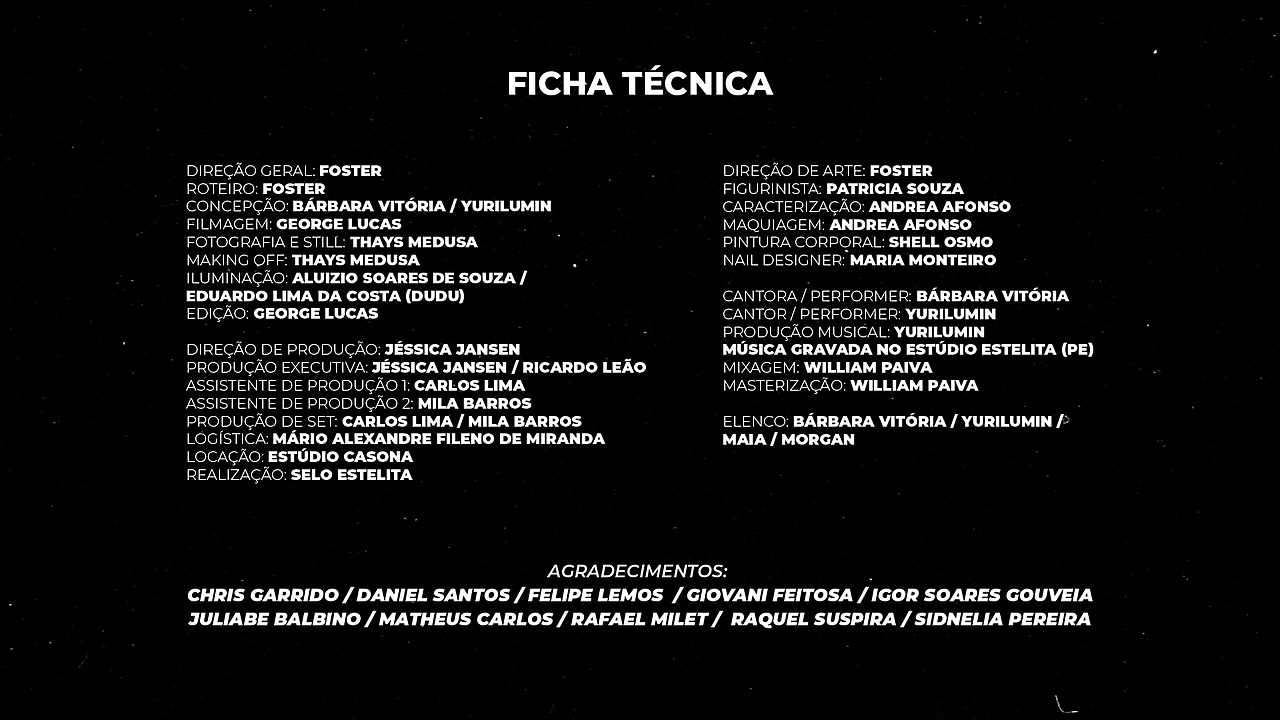 FICHA TÉCNICA
DIREÇÃO GERAL: FOSTER
ROTEIRO: FOSTER
CONCEPÇÃO: BÁRBARA VITÓRIA / YURILUMIN
FILMAGEM: GEORGE LUCAS
FOTOGRAFIA E STILL: THAYS MEDUSA
MAKING OFF: THAYS MEDUSA
ILUMINAÇÃO: ALUIZIO SOARES DE SOUZA /
EDUARDO LIMA DA COSTA (DUDU)
EDIÇÃO: GEORGE LUCAS
DIREÇÃO DE PRODUÇÃO: JÉSSICA JANSEN
PRODUÇÃO EXECUTIVA: JÉSSICA JANSEN / RICARDO LEÃO
ASSISTENTE DE PRODUÇÃO 1: CARLOS LIMA
ASSISTENTE DE PRODUÇÃO 2: MILA BARROS
PRODUÇÃO DE SET: CARLOS LIMA / MILA BARROS
LOGÍSTICA: MÁRIO ALEXANDRE FILENO DE MIRANDA
LOCAÇÃO: ESTÚDIO CASONA
REALIZAÇÃO: SELO ESTELITA
DIREÇÃO DE ARTE: FOSTER
FIGURINISTA: PATRICIA SOUZA
CARACTERIZAÇÃO: ANDREA AFONSO
MAQUIAGEM: ANDREA AFONSO
PINTURA CORPORAL: SHELL OSMO
NAIL DESIGNER: MARIA MONTEIRO
CANTORA / PERFORMER: BÁRBARA VITÓRIA
CANTOR / PERFORMER: YURILUMIN
PRODUÇÃO MUSICAL: YURILUMIN
MÚSICA GRAVADA NO ESTÚDIO ESTELITA (PE)
MIXAGEM: WILLIAM PAIVA
MASTERIZAÇÃO: WILLIAM PAIVA
ELENCO: BÁRBARA VITÓRIA / YURILUMIN /
MAIA / MORGAN
AGRADECIMENTOS:
CHRIS GARRIDO / DANIEL SANTOS / FELIPE LEMOS / GIOVANI FEITOSA / IGOR SOARES GOUVEIA
JULIABE BALBINO / MATHEUS CARLOS / RAFAEL MILET / RAQUEL SUSPIRA / SIDNELIA PEREIRA